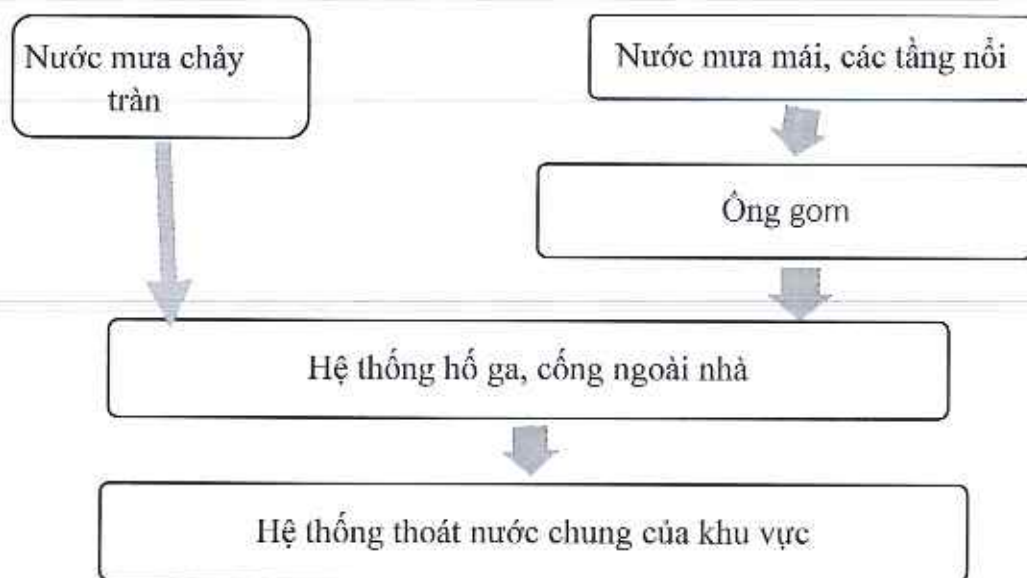 Nước mưa chảy
tràn
Nước mưa mái, các tầng nổi
Ông gom
Hệ thống hố ga, cống ngoài nhà
Hệ thống thoát nước chung của khu vực